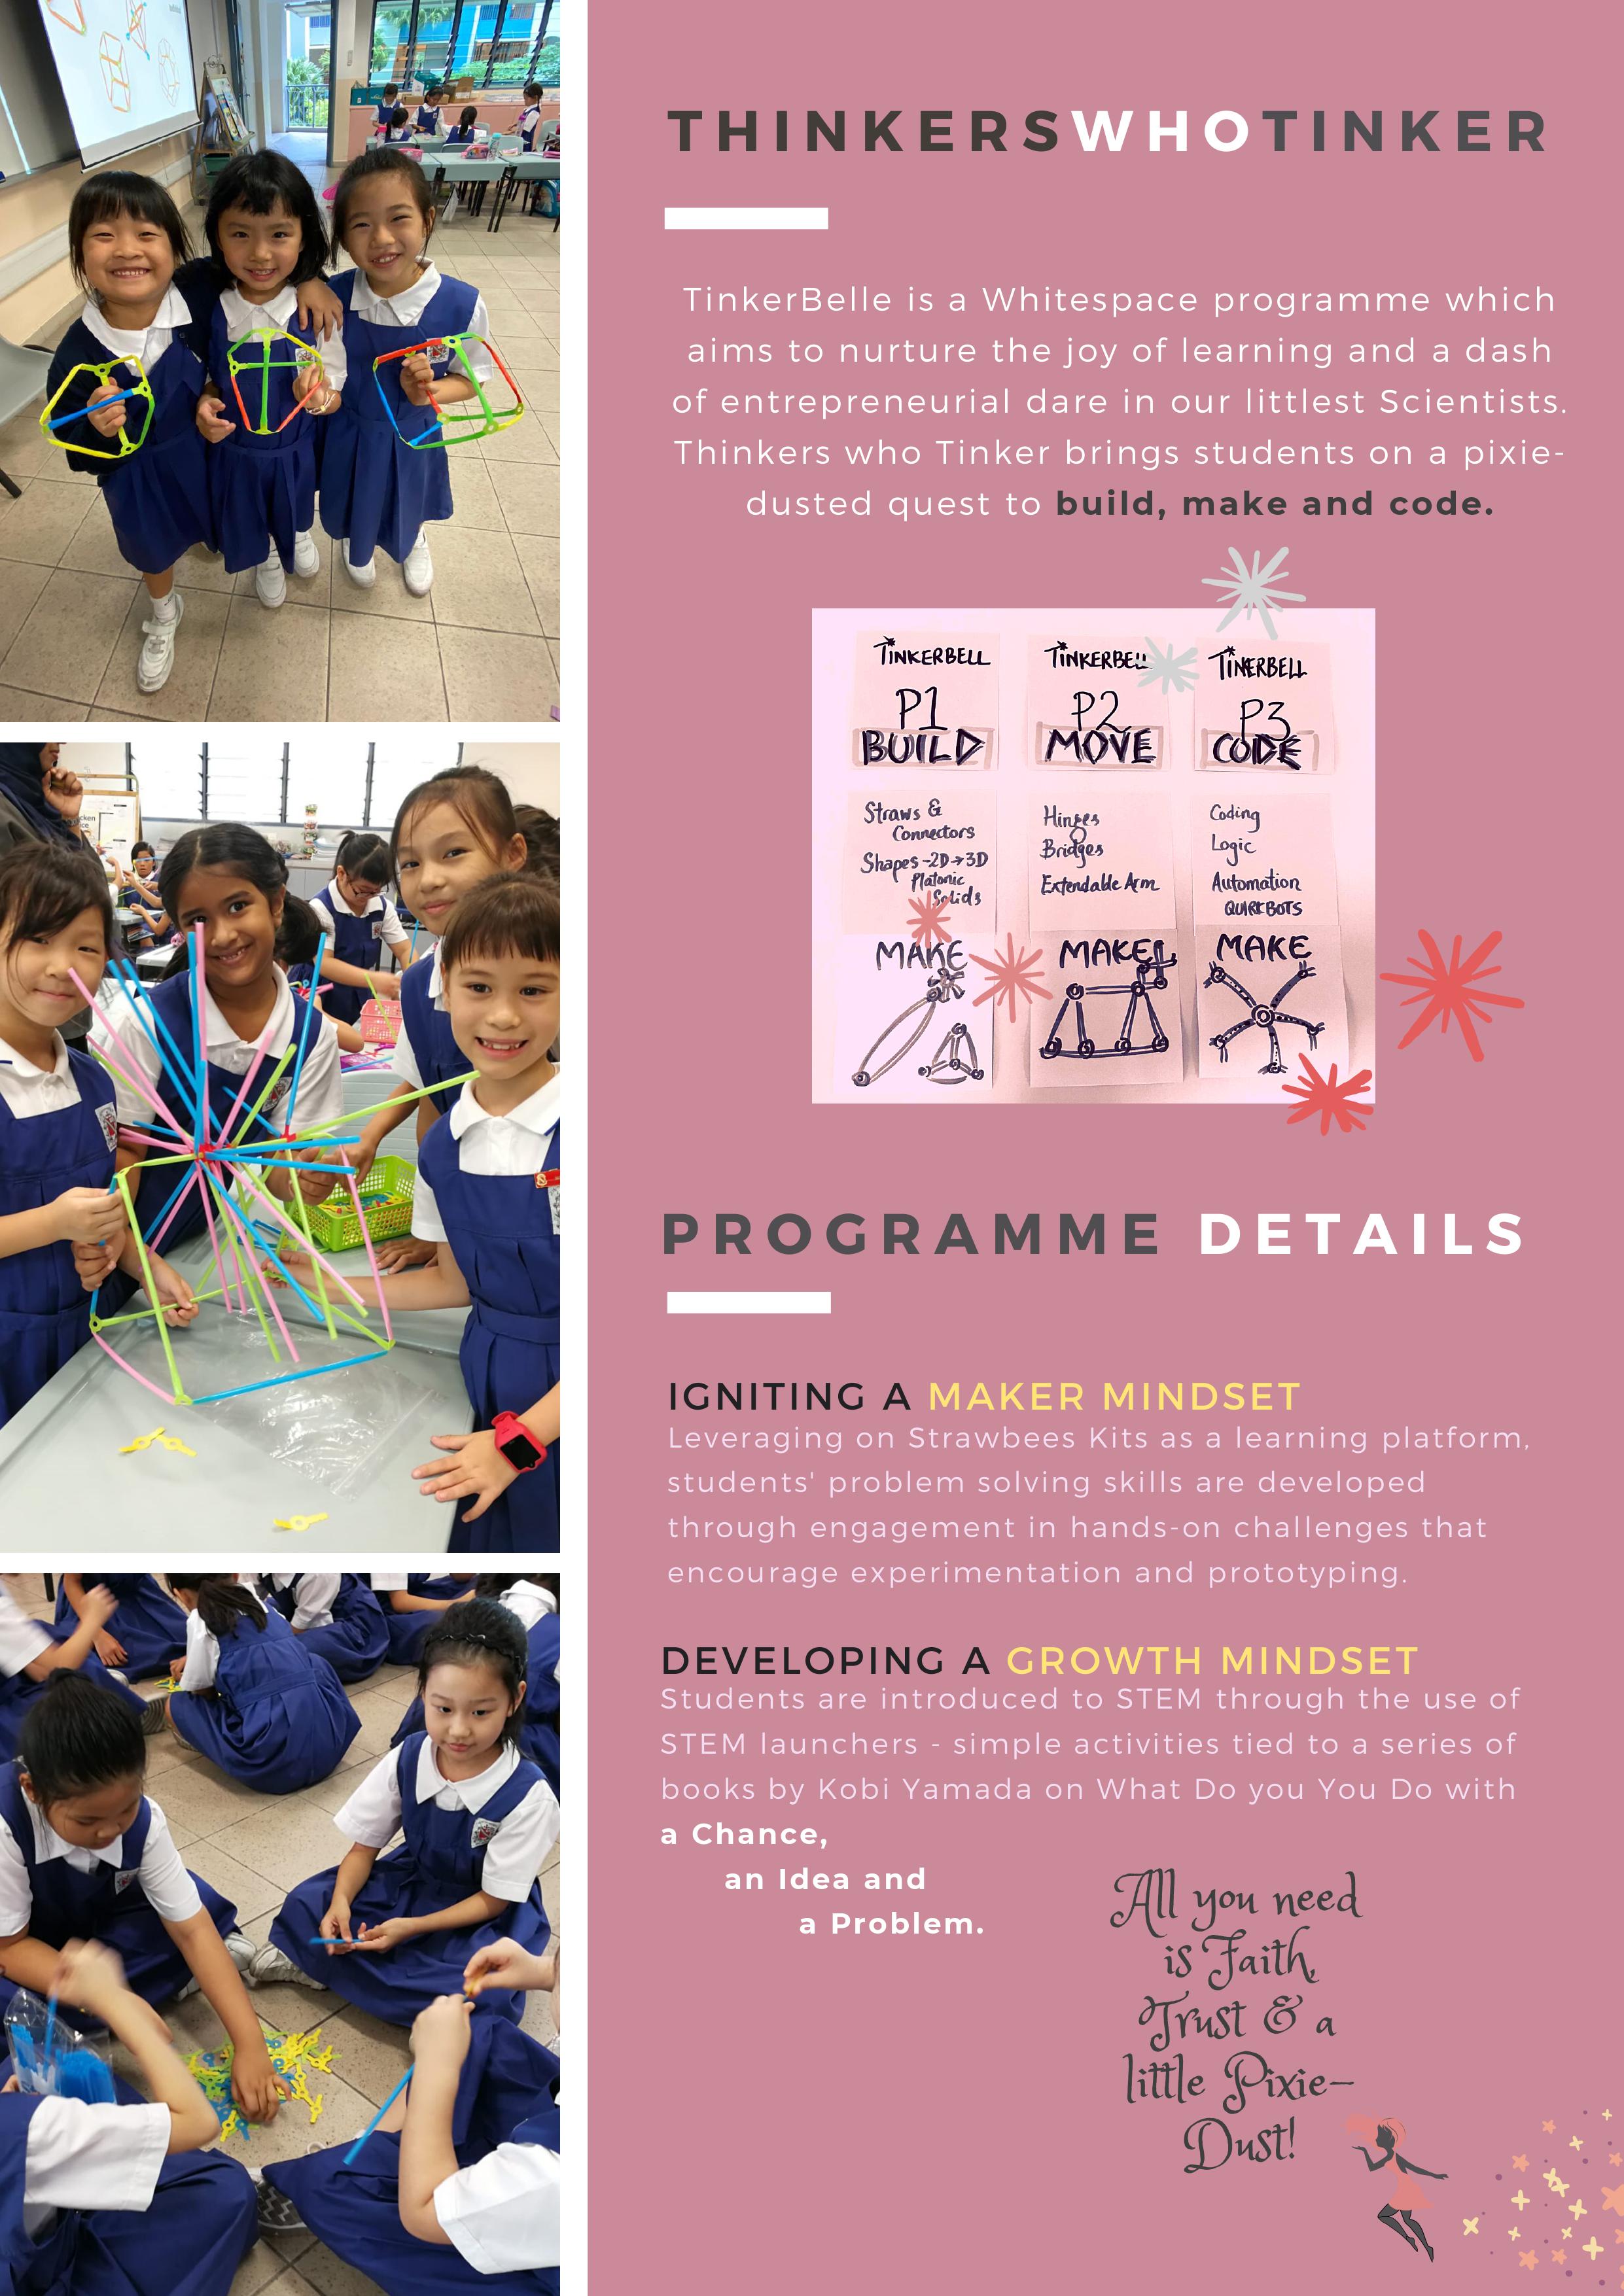 THINKERSWHOTINKER
TinkerBelle is a Whitespace programme which
aims to nurture the joy of learning and a dash
of entrepreneurial dare in our littlest Scientists.
Thinkers who Tinker brings students on a pixie-
dusted quest to build, make and code.
TINKERBELL
P1
BUILD
Straws &
Connectors
Shapes -2D→3D
Platonic
Solids
MAKE
TINKERBELL
P2
MOVE
Hinges
Bridges
Extendable Arm
MAKE
TINERBELL
P3
CODE
Coding
Logic
Automation
QUIRKBOTS
MAKE
PROGRAMME DETAILS
IGNITING A MAKER MINDSET
Leveraging on Strawbees Kits as a learning platform,
students' problem solving skills are developed
through engagement in hands-on challenges that
encourage experimentation and prototyping.
DEVELOPING A GROWTH MINDSET
Students are introduced to STEM through the use of
STEM launchers - simple activities tied to a series of
books by Kobi Yamada on What Do you You Do with
a Chance,
an Idea and
a Problem.
All you need
is Faith,
Trust & a
little Pixie-
Dust!